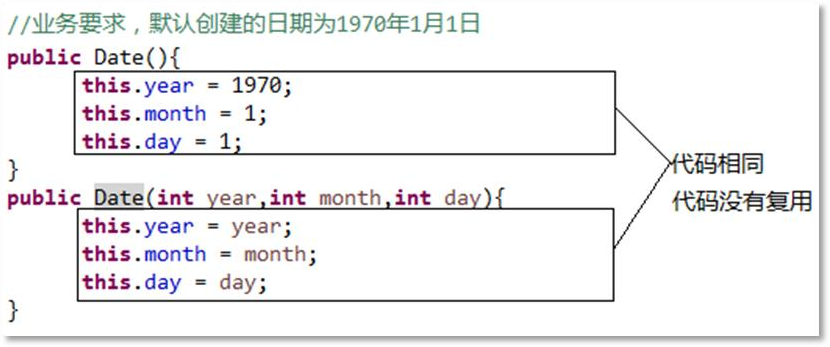 //业务要求，默认创建的日期为1970年1月1日
public Date(){
this.year = 1970;
this.month = 1;
this.day = 1;
}
代码相同
public Date(int year,int month,int day){
代码没有复用
this.year = year;
this.month = month;
this.day = day;
}